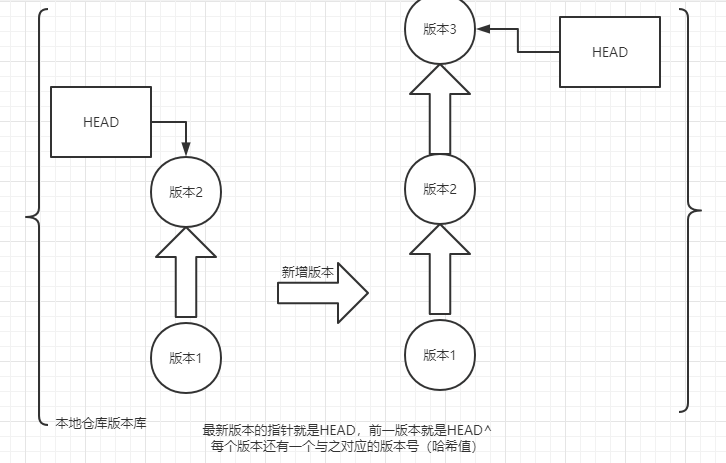 版本3
HEAD
HEAD
版本2
版本2
新增版本
版本1
版本1
本地仓库版本库
最新版本的指针就是HEAD，前一版本就是HEAD^
每个版本还有一个与之对应的版本号（哈希值）